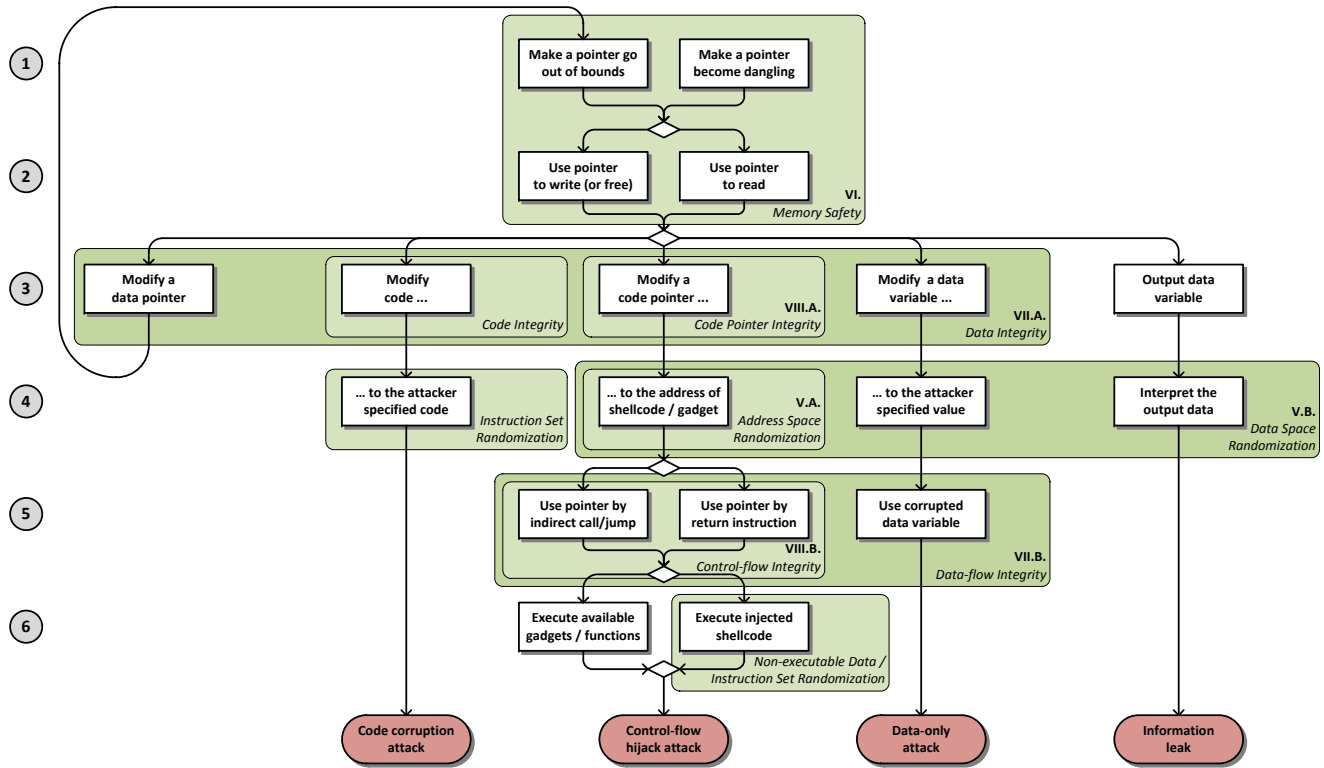 1
Make a pointer go
out of bounds
Make a pointer
become dangling
2
Use pointer
to write (or free)
Use pointer
to read
VI.
Memory Safety
3
Modify a
data pointer
Modify
code ...
Code Integrity
Modify a
code pointer ...
VIII.A.
Code Pointer Integrity
Modify a data
variable ...
VII.A.
Data Integrity
Output data
variable
4
... to the attacker
specified code
Instruction Set
Randomization
... to the address of
shellcode / gadget
V.A.
Address Space
Randomization
... to the attacker
specified value
Interpret the
output data
V.B.
Data Space
Randomization
5
Use pointer by
indirect call/jump
Use pointer by
return instruction
VIII.B.
Control-flow Integrity
Use corrupted
data variable
VII.B.
Data-flow Integrity
6
Execute available
gadgets / functions
Execute injected
shellcode
Non-executable Data /
Instruction Set Randomization
Code corruption
attack
Control-flow
hijack attack
Data-only
attack
Information
leak